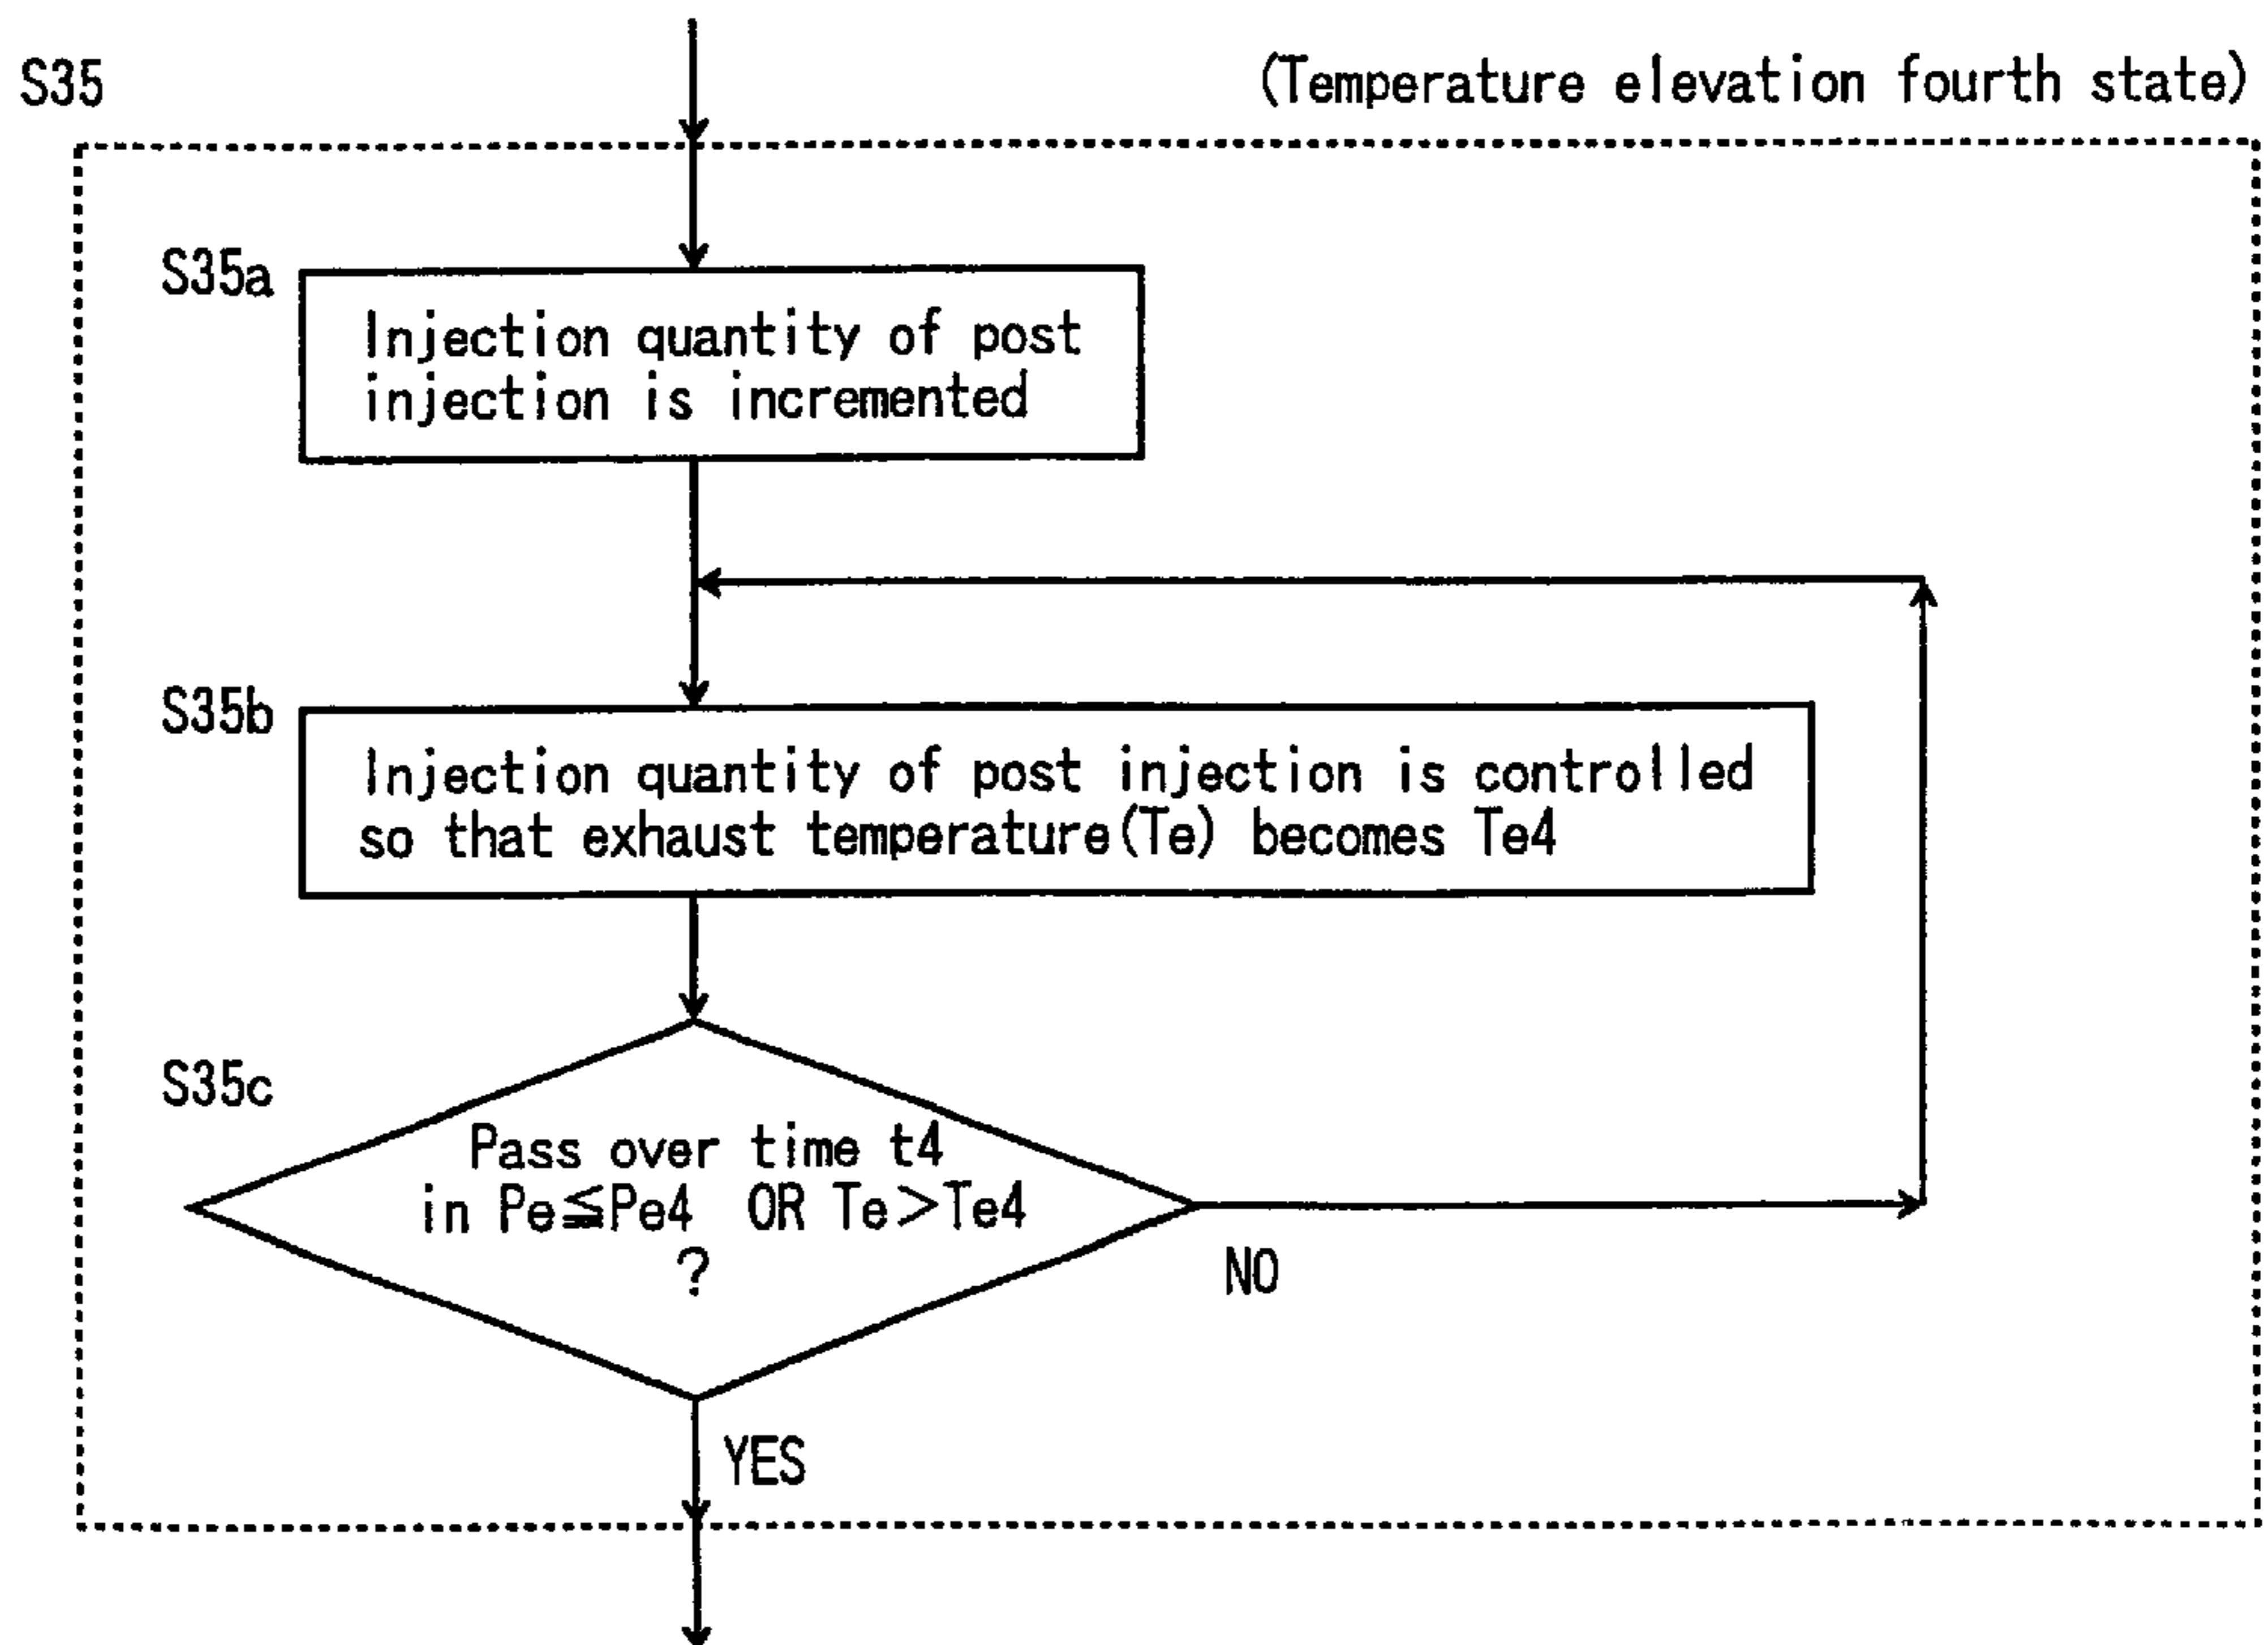 S35
(Temperature elevation fourth state)
S35a
Injection quantity of post
injection is incremented
S35b
Injection quantity of post injection is controlled
so that exhaust temperature(Te) becomes Te4
S35c
Pass over time t4
in Pe≦Pe4 OR Te＞Te4
?
NO
YES